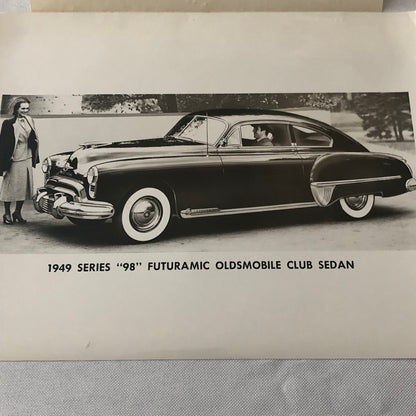 1949 SERIES "98" FUTURAMIC OLDSMOBILE CLUB SEDAN